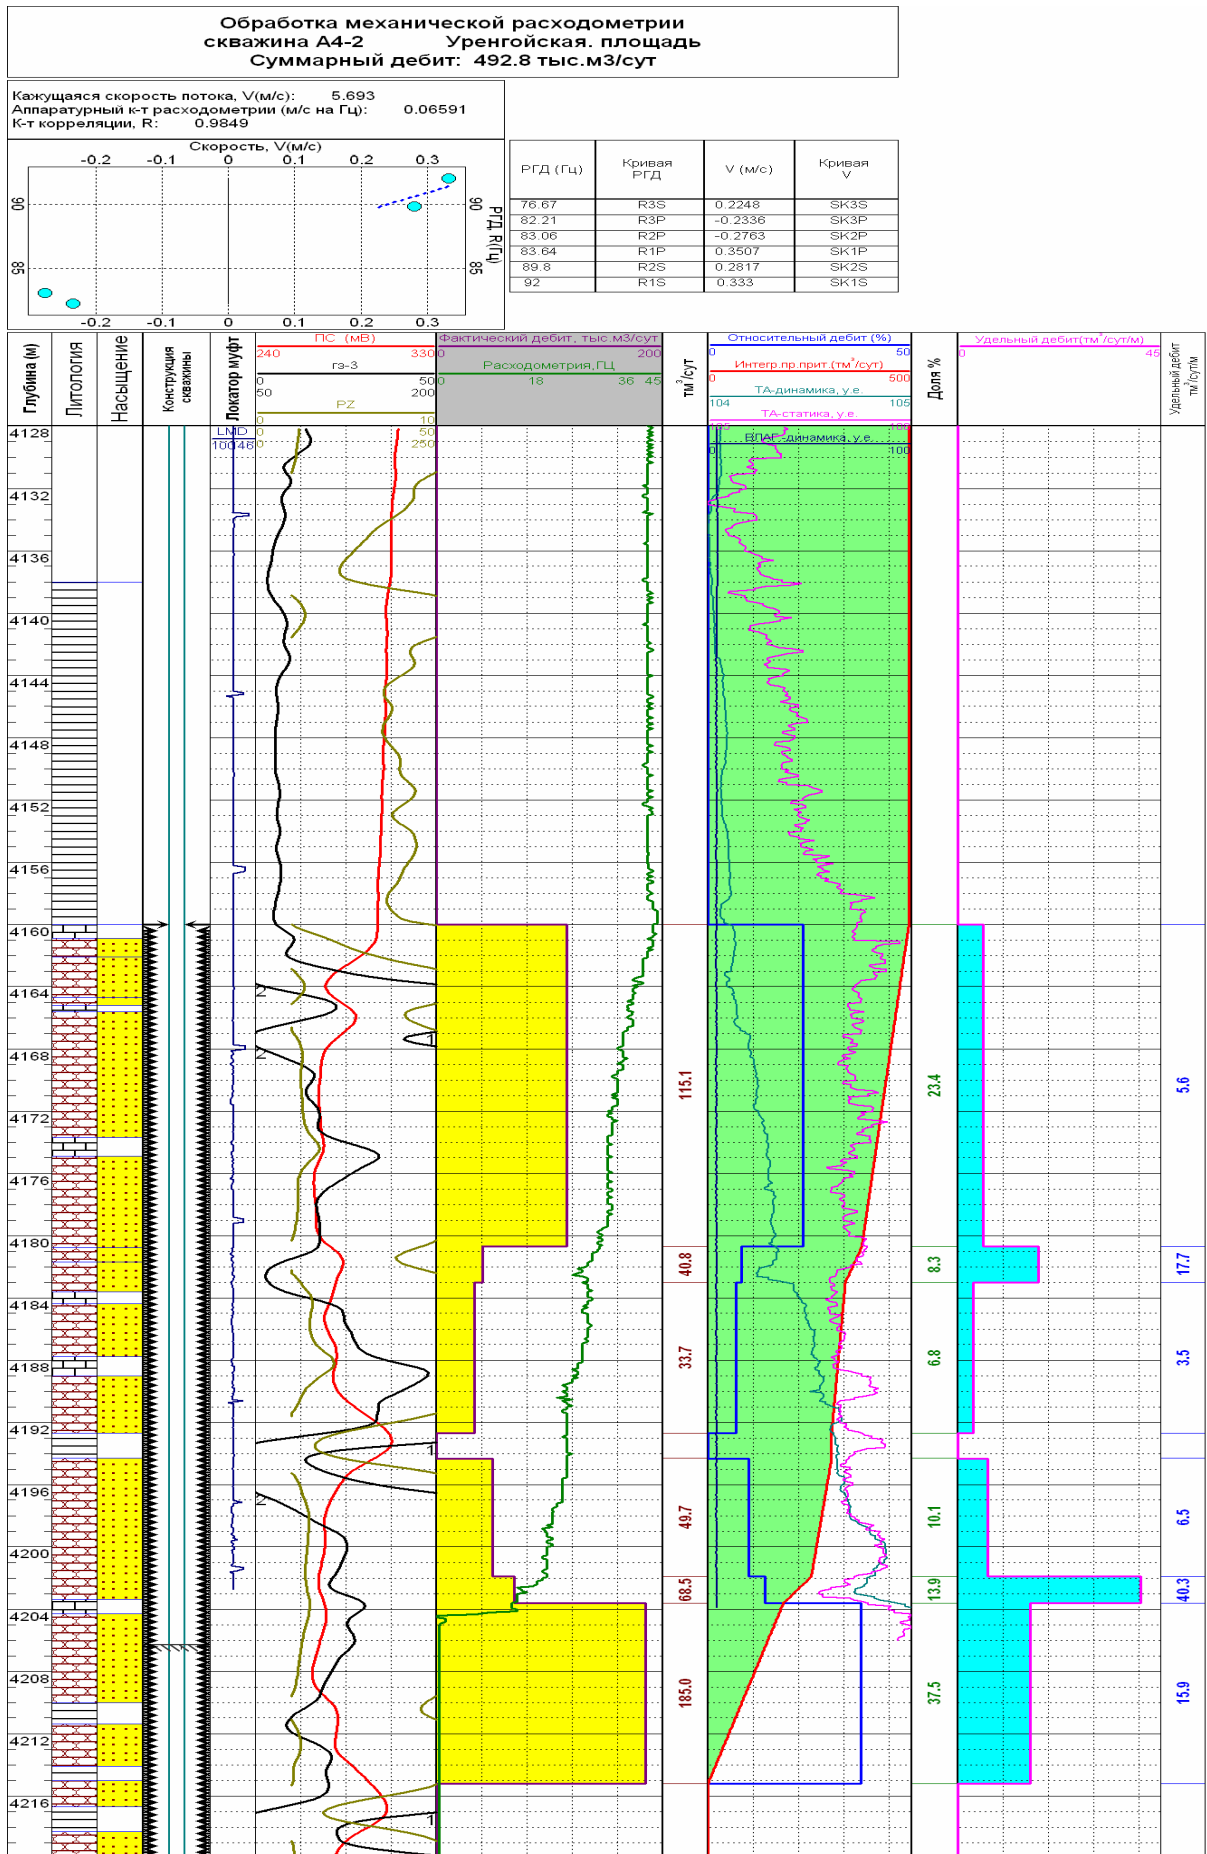 Обработка механической расходометрии
скважина А4-2 Уренгойская. площадь
Суммарный дебит: 492.8 тыс.м3/сут
Кажущаяся скорость потока, V(м/с): 5.693
Аппаратурный к-т расходометрии (м/с на Гц): 0.06591
К-т корреляции, R: 0.9849
Скорость, V(м/с)
-0.2 -0.1 0 0.1 0.2 0.3
90 90
85 85
РГД, R(Гц)
-0.2 -0.1 0 0.1 0.2 0.3
РГД (Гц) Кривая РГД V (м/с) Кривая V
76.67 R3S 0.2248 SK3S
82.21 R3P -0.2336 SK3P
83.06 R2P -0.2763 SK2P
83.64 R1P 0.3507 SK1P
89.8 R2S 0.2817 SK2S
92 R1S 0.333 SK1S
Глубина (м)
Литология
Насыщение
Конструкция скважины
Локатор муфт
LMD
ПС (мВ)
240 330
гз-3
0 50
50 200
PZ
0 10
0 50
250
Фактический дебит, тыс.м3/сут
0 200
Расходометрия,ГЦ
0 18 36 45
тм³/сут
Относительный дебит (%)
0 50
Интегр.пр.прит.(тм³/сут)
0 500
ТА-динамика, у.е.
104 105
ТА-статика, у.е.
ВЛАГ-динамика, у.е.
0 100
Доля %
Удельный дебит(тм³/сут/м)
0 45
Удельный дебит
тм³/сут/м
4128
4132
4136
4140
4144
4148
4152
4156
4160
4164 2
1
4168 2
115.1 23.4 5.6
4172
4176
4180
40.8 8.3 17.7
4184
4188 33.7 6.8 3.5
4192
1
4196 2
49.7 10.1 6.5
4200
68.5 13.9 40.3
4204
4208
185.0 37.5 15.9
4212
4216
1